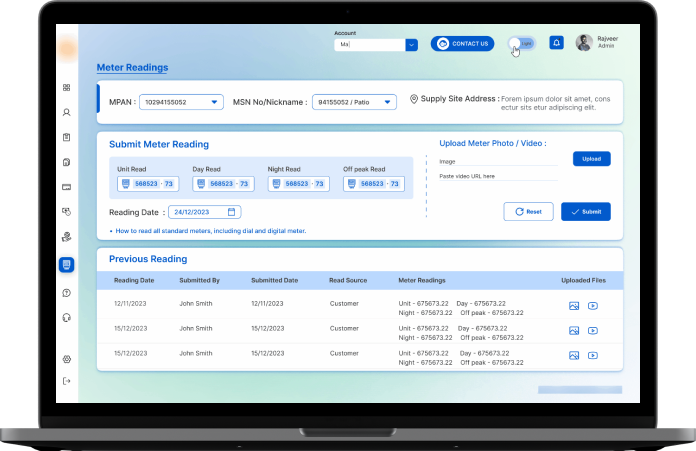 Account
Ma
CONTACT US
Rajveer
Admin
Meter Readings
MPAN :
10294155052
MSN No/Nickname :
94155052 / Patio
Supply Site Address :
Forem ipsum dolor sit amet, cons
ectur sits etur adipiscing elit.
Submit Meter Reading
Upload Meter Photo / Video :
Unit Read
Day Read
Night Read
Off peak Read
568523 · 73
568523 · 73
568523 · 73
568523 · 73
Image
Upload
Paste video URL here
Reading Date :
24/12/2023
Reset
Submit
• How to read all standard meters, including dial and digital meter.
Previous Reading
Reading Date Submitted By Submitted Date Read Source Meter Readings Uploaded Files
12/11/2023 John Smith 12/11/2023 Customer Unit - 675673.22 Day - 675673.22
Night - 675673.22 Off peak - 675673.22
15/12/2023 John Smith 15/12/2023 Customer Unit - 675673.22 Day - 675673.22
Night - 675673.22 Off peak - 675673.22
15/12/2023 John Smith 15/12/2023 Customer Unit - 675673.22 Day - 675673.22
Night - 675673.22 Off peak - 675673.22